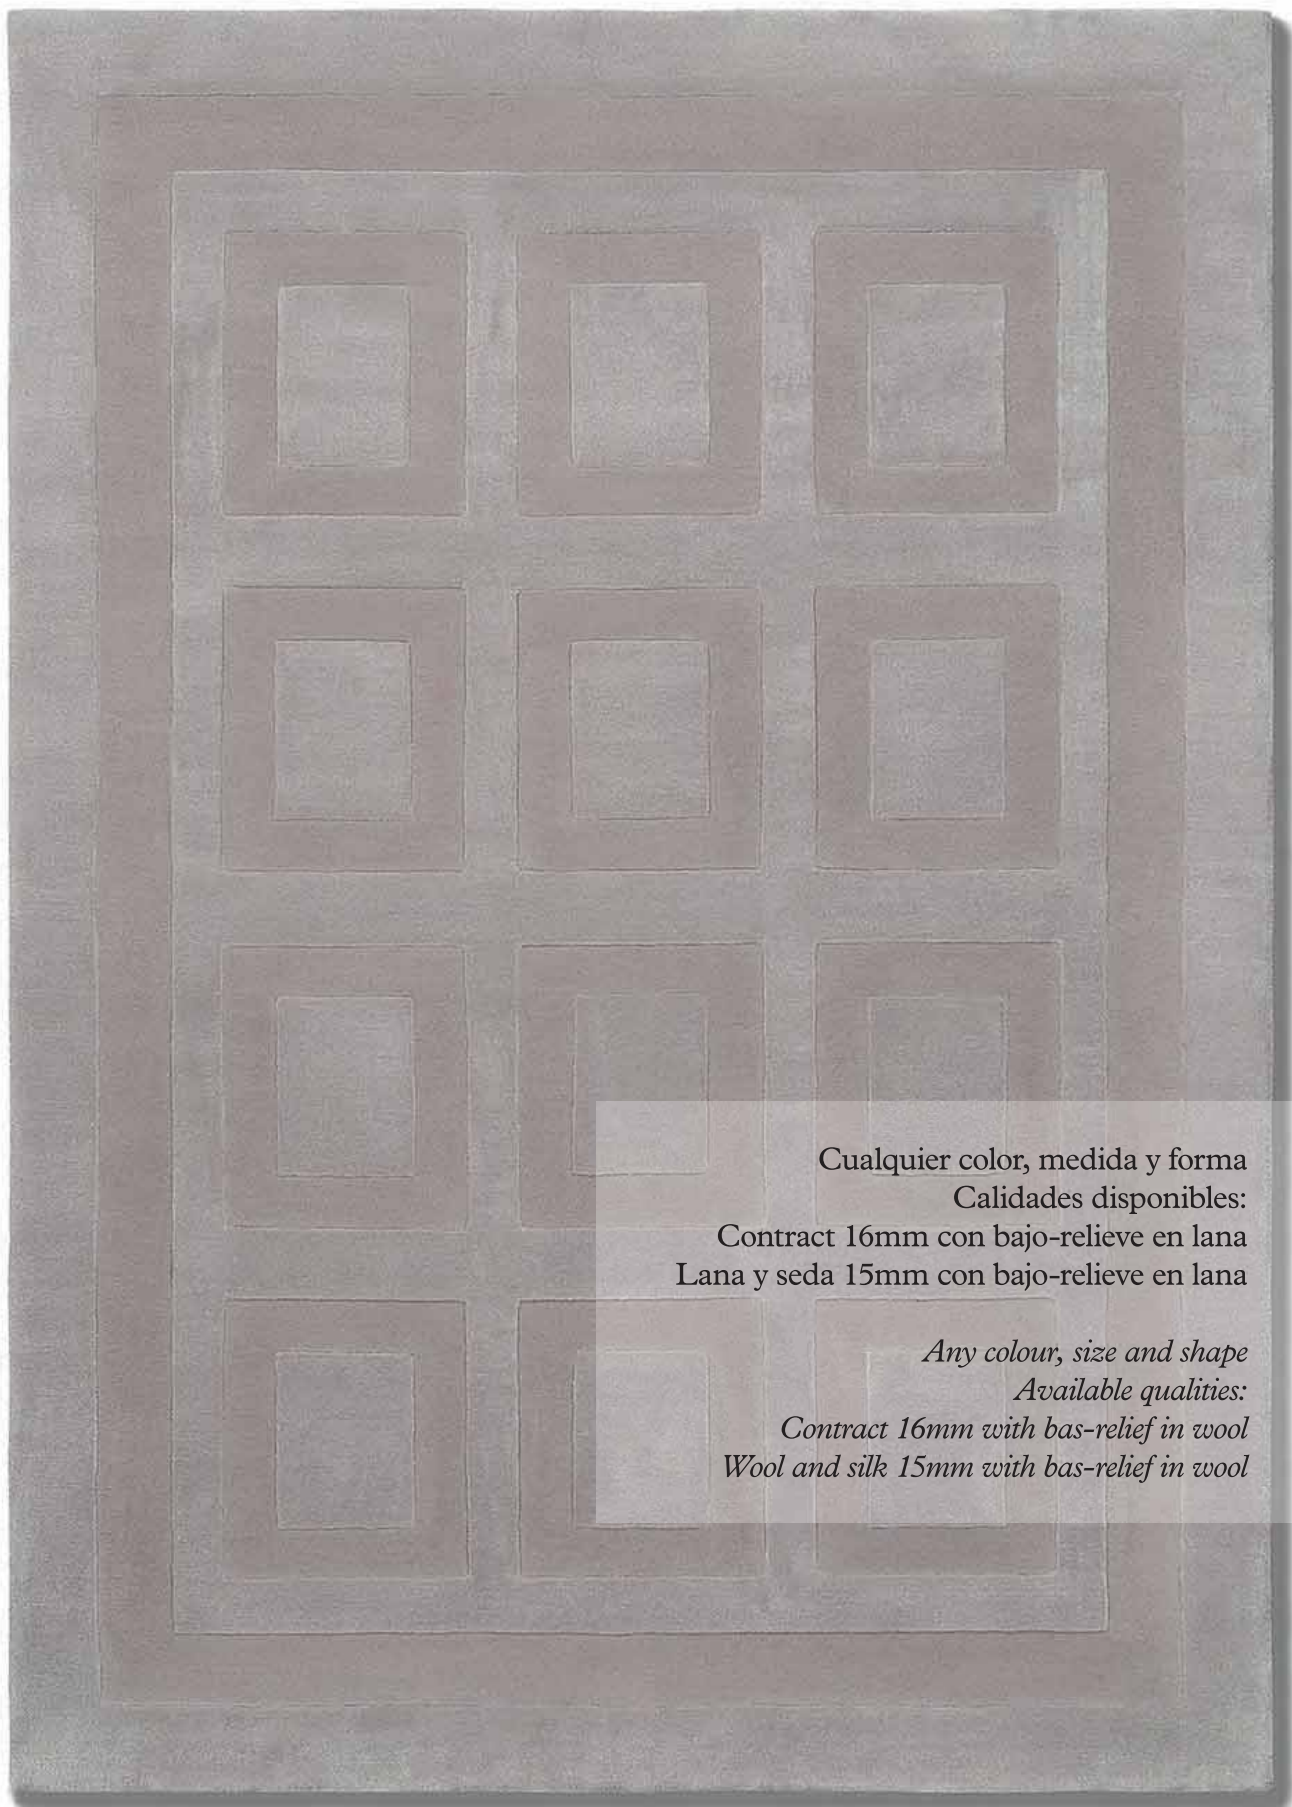 Cualquier color, medida y forma
Calidades disponibles:
Contract 16mm con bajo-relieve en lana
Lana y seda 15mm con bajo-relieve en lana
Any colour, size and shape
Available qualities:
Contract 16mm with bas-relief in wool
Wool and silk 15mm with bas-relief in wool